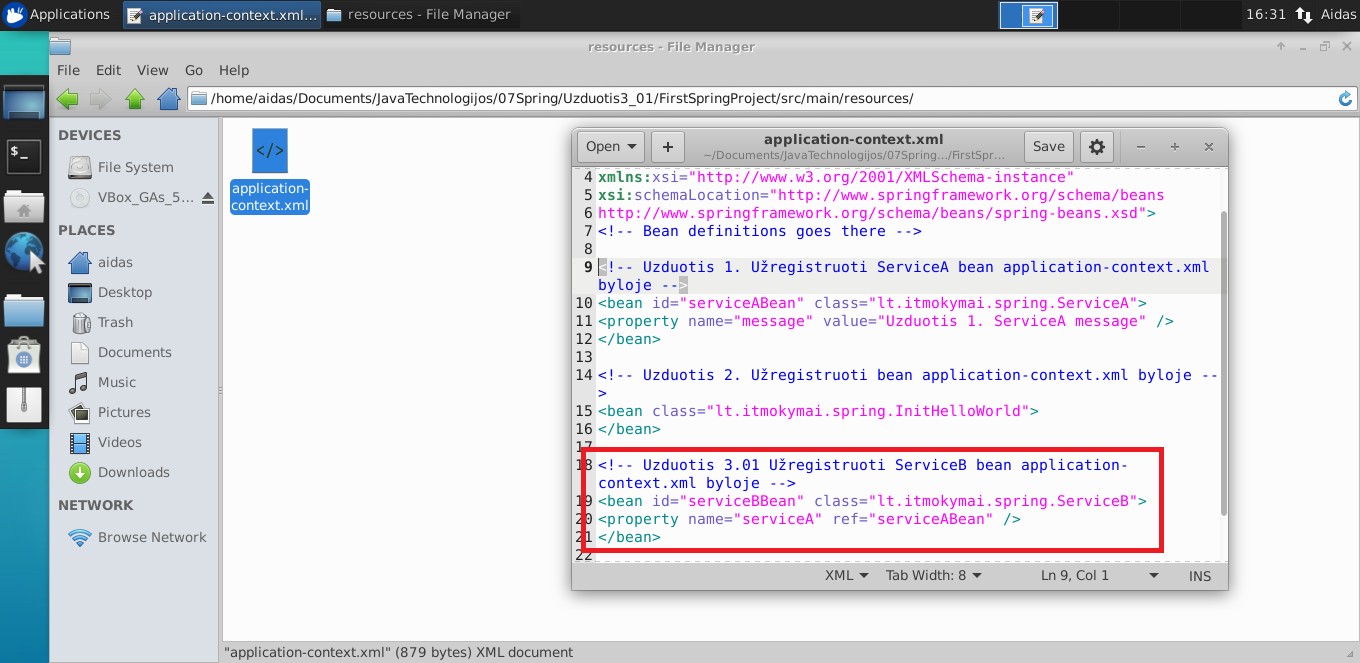 Applications
application-context.xml...
resources - File Manager
16:31
Aidas
resources - File Manager
File Edit View Go Help
/home/aidas/Documents/JavaTechnologijos/07Spring/Uzduotis3_01/FirstSpringProject/src/main/resources/
DEVICES
File System
VBox_GAs_5...
PLACES
aidas
Desktop
Trash
Documents
Music
Pictures
Videos
Downloads
NETWORK
Browse Network
$_
</>
application-
context.xml
Open
+
application-context.xml
~/Documents/JavaTechnologijos/07Spring.../FirstSpr...
Save
4 xmlns:xsi="http://www.w3.org/2001/XMLSchema-instance"
5 xsi:schemaLocation="http://www.springframework.org/schema/beans
6 http://www.springframework.org/schema/beans/spring-beans.xsd">
7 <!-- Bean definitions goes there -->
8
9 <!-- Uzduotis 1. Užregistruoti ServiceA bean application-context.xml
byloje -->
10 <bean id="serviceABean" class="lt.itmokymai.spring.ServiceA">
11 <property name="message" value="Uzduotis 1. ServiceA message" />
12 </bean>
13
14 <!-- Uzduotis 2. Užregistruoti bean application-context.xml byloje --
>
15 <bean class="lt.itmokymai.spring.InitHelloWorld">
16 </bean>
17
18 <!-- Uzduotis 3.01 Užregistruoti ServiceB bean application-
context.xml byloje -->
19 <bean id="serviceBBean" class="lt.itmokymai.spring.ServiceB">
20 <property name="serviceA" ref="serviceABean" />
21 </bean>
22
XML
Tab Width: 8
Ln 9, Col 1
INS
"application-context.xml" (879 bytes) XML document